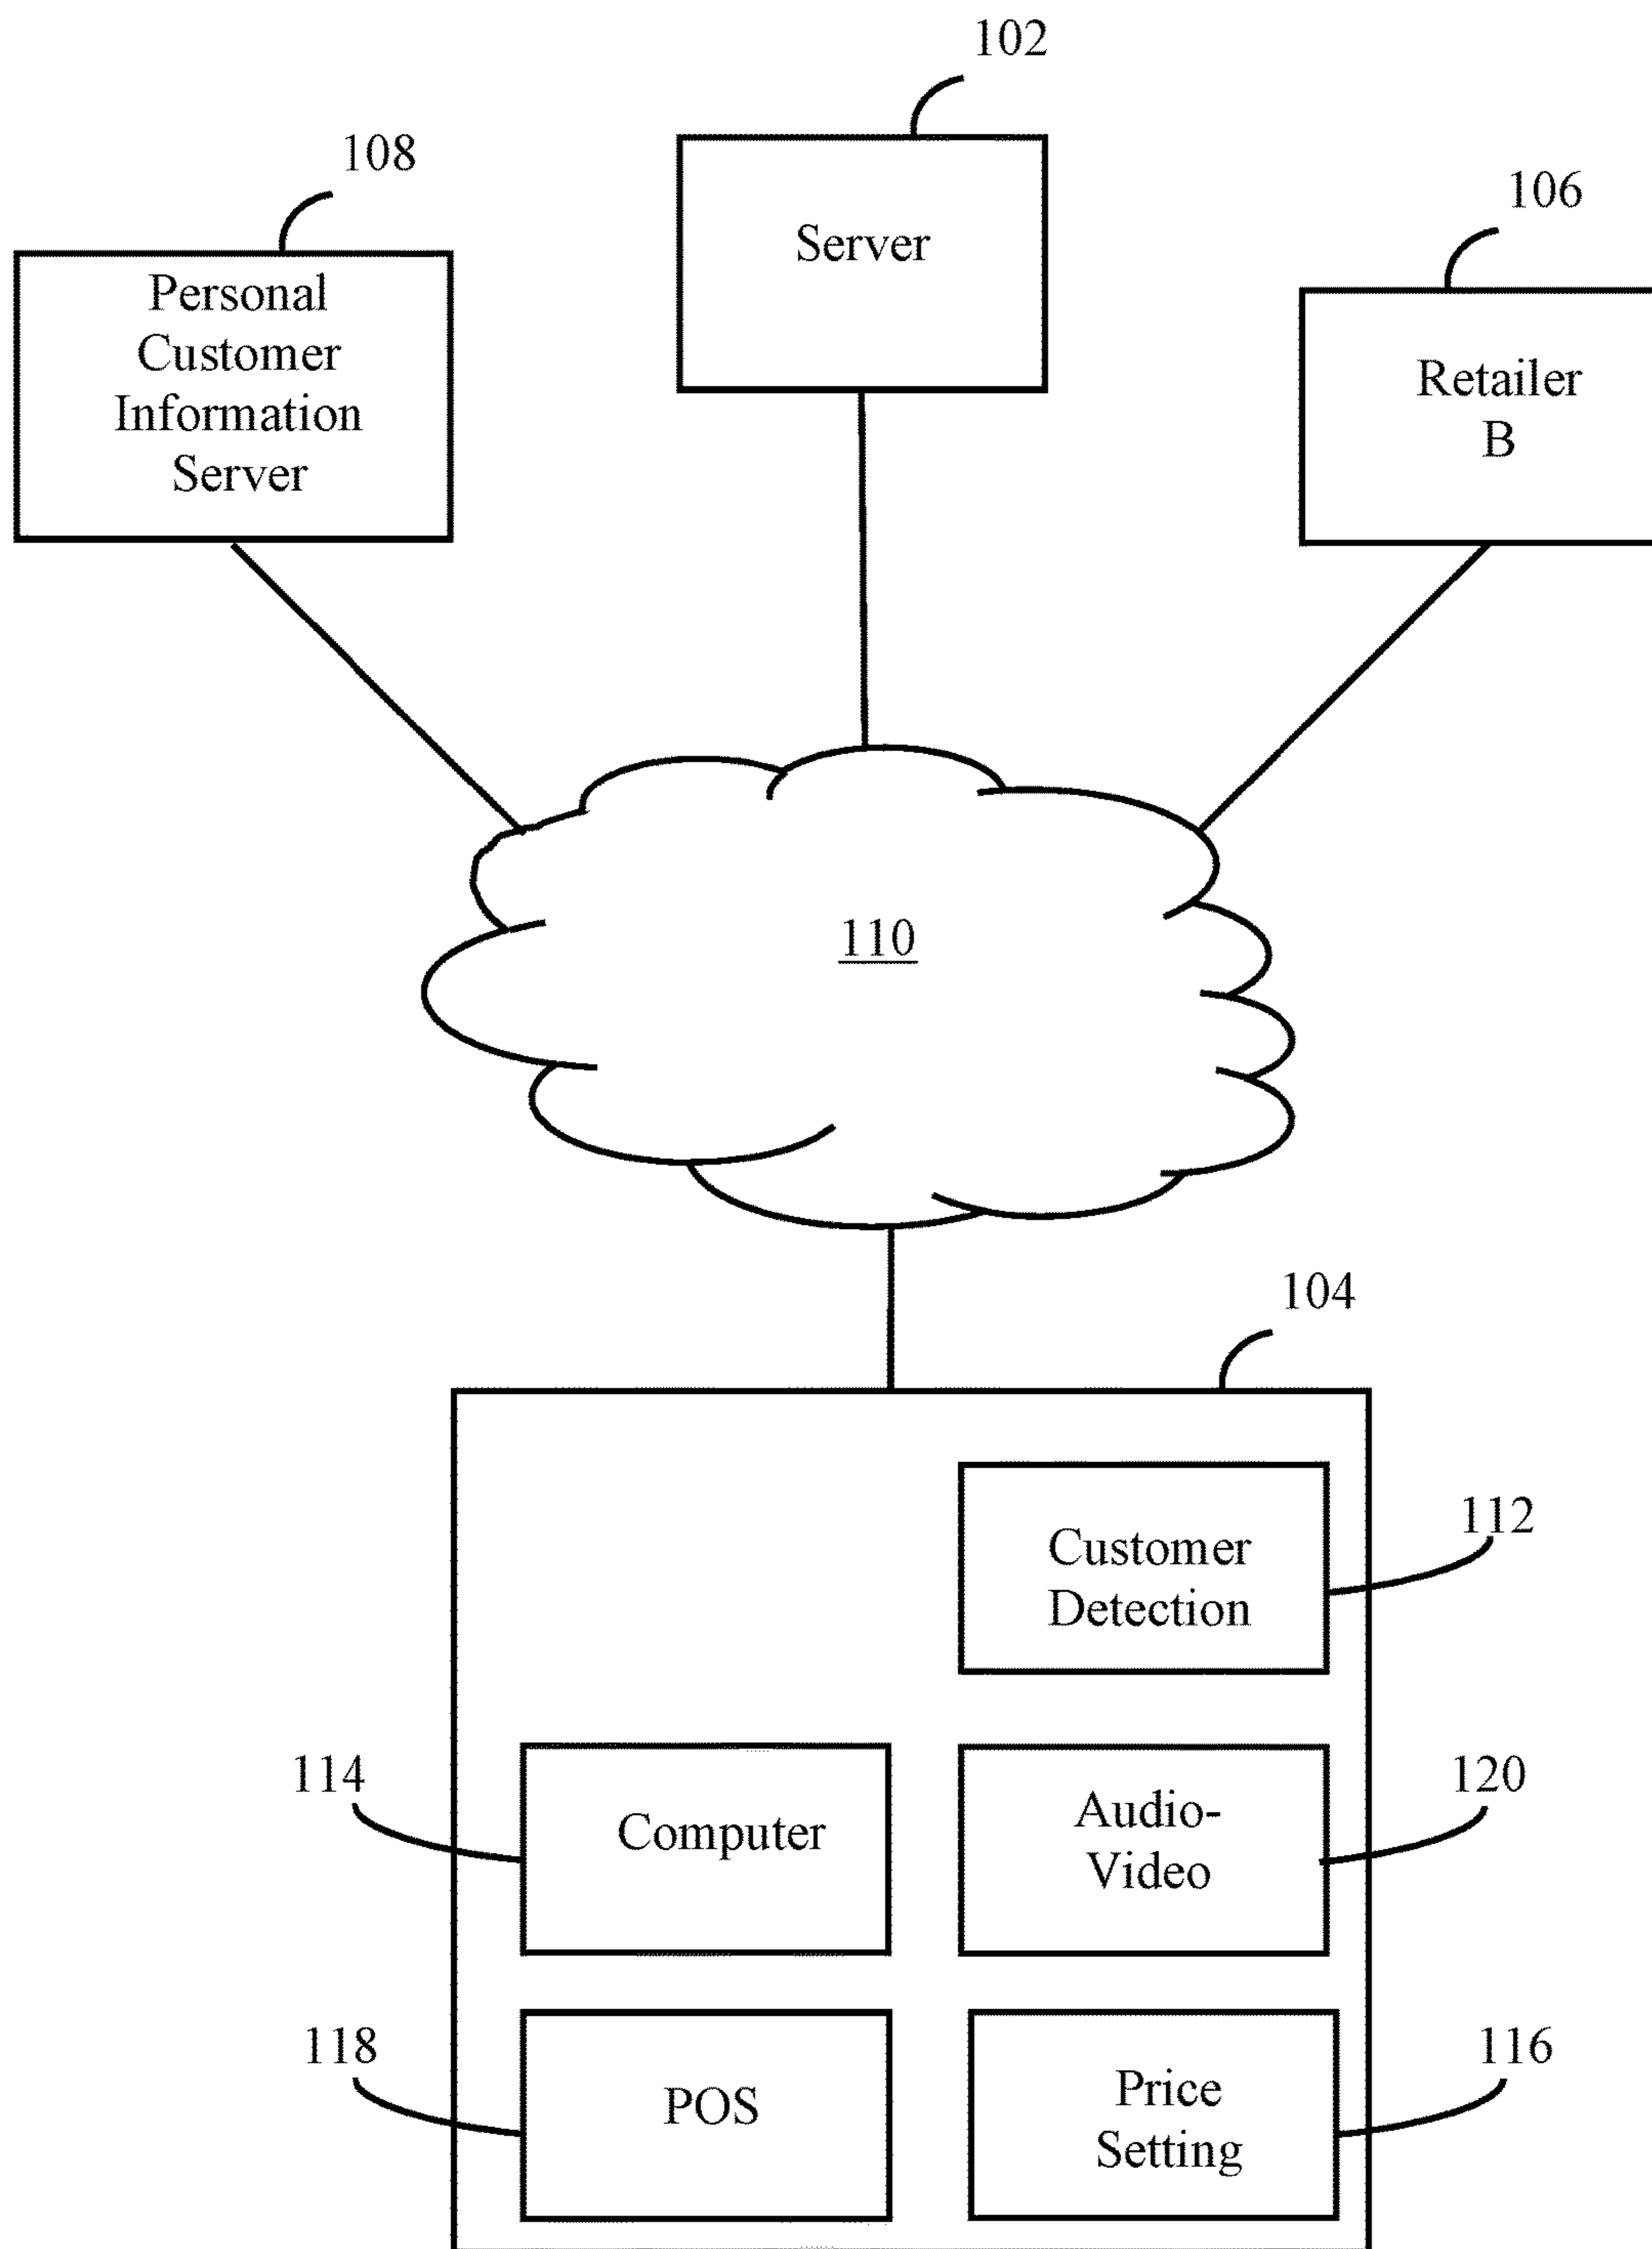 102
108
106
Server
Personal
Customer
Information
Server
Retailer
B
110
104
112
Customer
Detection
114
120
Computer
Audio-
Video
118
116
POS
Price
Setting